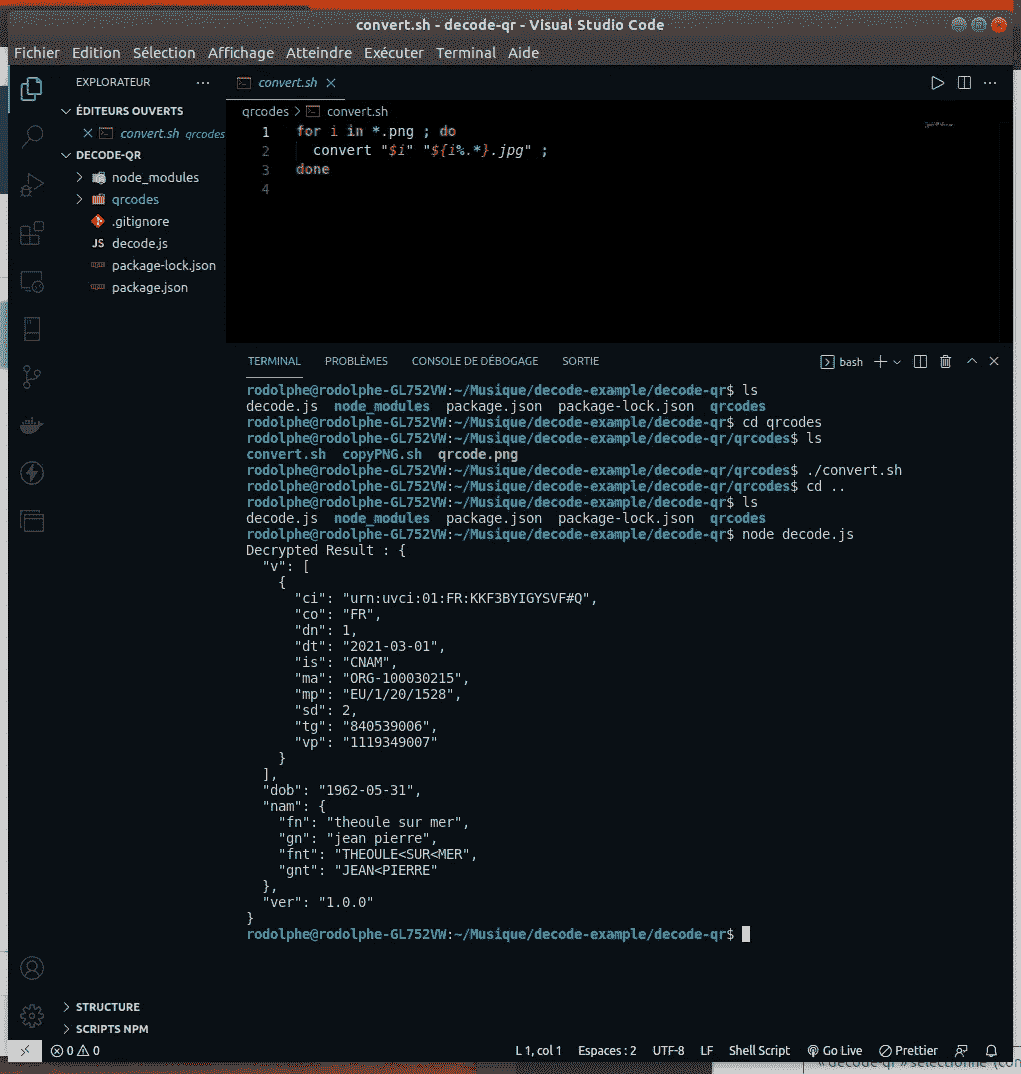 convert.sh - decode-qr - Visual Studio Code
Fichier Edition Sélection Affichage Atteindre Exécuter Terminal Aide
EXPLORATEUR
ÉDITEURS OUVERTS
convert.sh qrcodes
DECODE-QR
node_modules
qrcodes
.gitignore
JS decode.js
package-lock.json
package.json
STRUCTURE
SCRIPTS NPM
convert.sh
qrcodes > convert.sh
1 for i in *.png ; do
2 convert "$i" "${i%.*}.jpg" ;
3 done
4
TERMINAL PROBLÈMES CONSOLE DE DÉBOGAGE SORTIE
bash
rodolphe@rodolphe-GL752VW:~/Musique/decode-example/decode-qr$ ls
decode.js node_modules package.json package-lock.json qrcodes
rodolphe@rodolphe-GL752VW:~/Musique/decode-example/decode-qr$ cd qrcodes
rodolphe@rodolphe-GL752VW:~/Musique/decode-example/decode-qr/qrcodes$ ls
convert.sh copyPNG.sh qrcode.png
rodolphe@rodolphe-GL752VW:~/Musique/decode-example/decode-qr/qrcodes$ ./convert.sh
rodolphe@rodolphe-GL752VW:~/Musique/decode-example/decode-qr/qrcodes$ cd ..
rodolphe@rodolphe-GL752VW:~/Musique/decode-example/decode-qr$ ls
decode.js node_modules package.json package-lock.json qrcodes
rodolphe@rodolphe-GL752VW:~/Musique/decode-example/decode-qr$ node decode.js
Decrypted Result : {
"v": [
{
"ci": "urn:uvci:01:FR:KKF3BYIGYSVF#Q",
"co": "FR",
"dn": 1,
"dt": "2021-03-01",
"is": "CNAM",
"ma": "ORG-100030215",
"mp": "EU/1/20/1528",
"sd": 2,
"tg": "840539006",
"vp": "1119349007"
}
],
"dob": "1962-05-31",
"nam": {
"fn": "theoule sur mer",
"gn": "jean pierre",
"fnt": "THEOULE<SUR<MER",
"gnt": "JEAN<PIERRE"
},
"ver": "1.0.0"
}
rodolphe@rodolphe-GL752VW:~/Musique/decode-example/decode-qr$
0 0 L 1, col 1 Espaces : 2 UTF-8 LF Shell Script Go Live Prettier